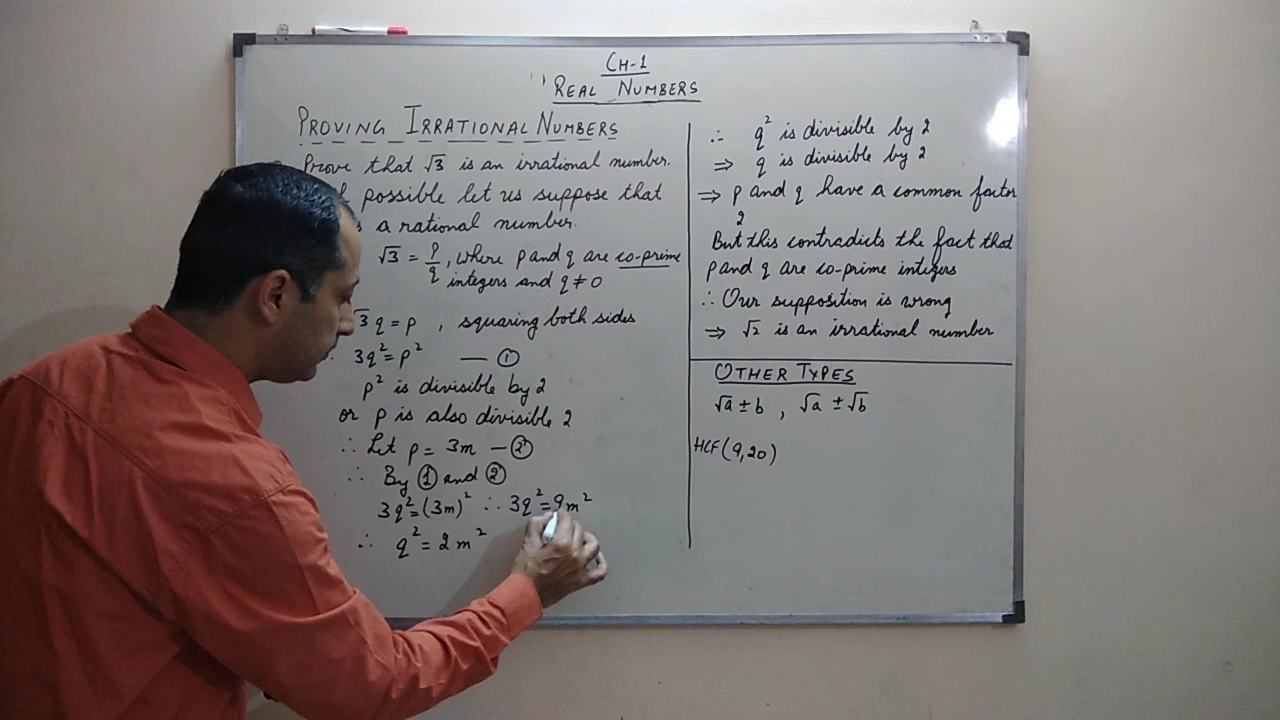 CH-1
REAL NUMBERS
PROVING IRRATIONAL NUMBERS
Prove that √3 is an irrational number.
possible let us suppose that
a rational number.
√3 = p/q, where p and q are co-prime
integers and q ≠ 0
√3 q = p , squaring both sides
3q² = p² — ①
p² is divisible by 2
or p is also divisible 2
∴ Let p = 3m — ②
∴ By ① and ②
3q² = (3m)² ∴ 3q² = 9m²
∴ q² = 2m²
∴ q² is divisible by 2
⇒ q is divisible by 2
⇒ p and q have a common factor
2
But this contradicts the fact that
p and q are co-prime integers
∴ Our supposition is wrong
⇒ √2 is an irrational number
OTHER TYPES
√a ± b , √a ± √b
HCF(9,20)